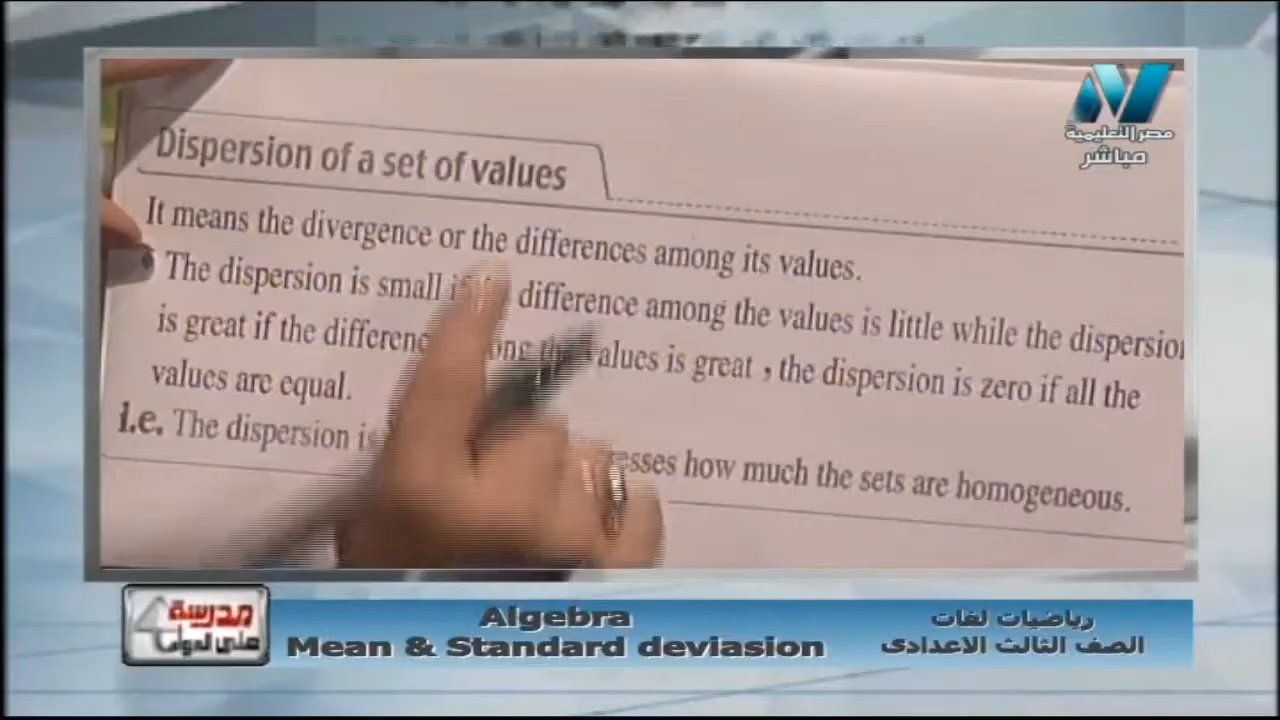 مصر التعليمية
مباشر
Dispersion of a set of values
It means the divergence or the differences among its values.
The dispersion is small difference among the values is little while the dispersion
is great if the values is great , the dispersion is zero if all the
values are equal.
i.e. The dispersion how much the sets are homogeneous.
مدرسة
على الهواء
Algebra
Mean & Standard deviasion
رياضيات لغات
الصف الثالث الاعدادى